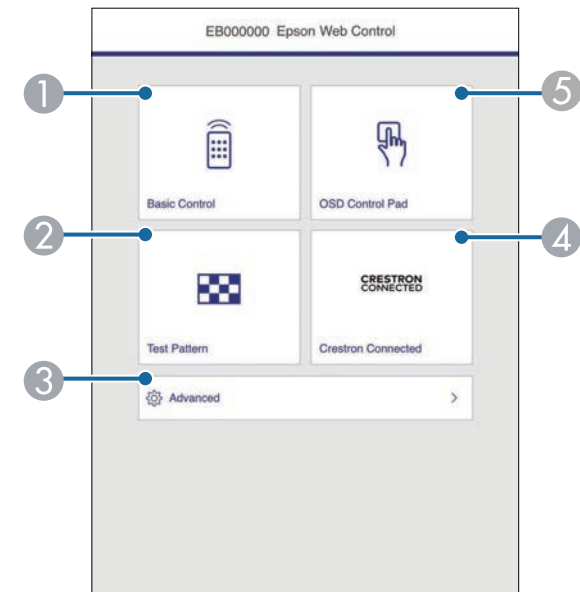 EB000000 Epson Web Control
1
5
Basic Control
OSD Control Pad
2
4
CRESTRON
CONNECTED
Test Pattern
Crestron Connected
3
Advanced